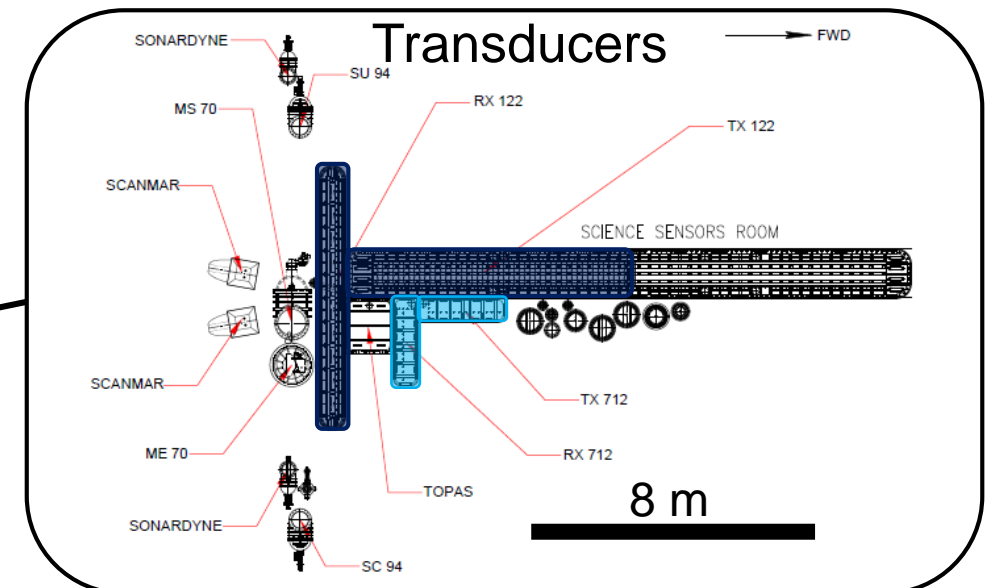 Transducers
FWD
SONARDYNE
SU 94
RX 122
MS 70
TX 122
SCANMAR
SCIENCE SENSORS ROOM
SCANMAR
TX 712
ME 70
RX 712
TOPAS
8 m
SONARDYNE
SC 94